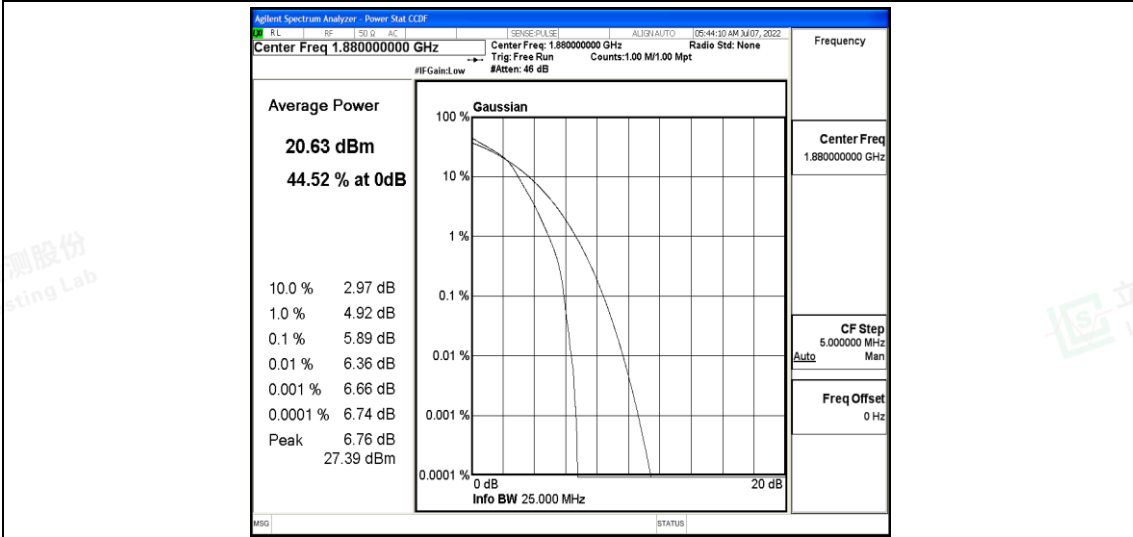 Agilent Spectrum Analyzer - Power Stat CCDF
RL RF 50 Ω AC SENSE:PULSE ALIGN AUTO 05:44:10 AM Jul 07, 2022
Center Freq 1.880000000 GHz
Center Freq: 1.880000000 GHz Radio Std: None
Trig: Free Run Counts:1.00 M/1.00 Mpt
#IFGain:Low #Atten: 46 dB
Frequency
Average Power
20.63 dBm
44.52 % at 0dB
10.0 % 2.97 dB
1.0 % 4.92 dB
0.1 % 5.89 dB
0.01 % 6.36 dB
0.001 % 6.66 dB
0.0001 % 6.74 dB
Peak 6.76 dB
27.39 dBm
Gaussian
100 %
10 %
1 %
0.1 %
0.01 %
0.001 %
0.0001 %
0 dB 20 dB
Info BW 25.000 MHz
Center Freq
1.880000000 GHz
CF Step
5.000000 MHz
Auto Man
Freq Offset
0 Hz
MSG STATUS
测股份
sting Lab
立